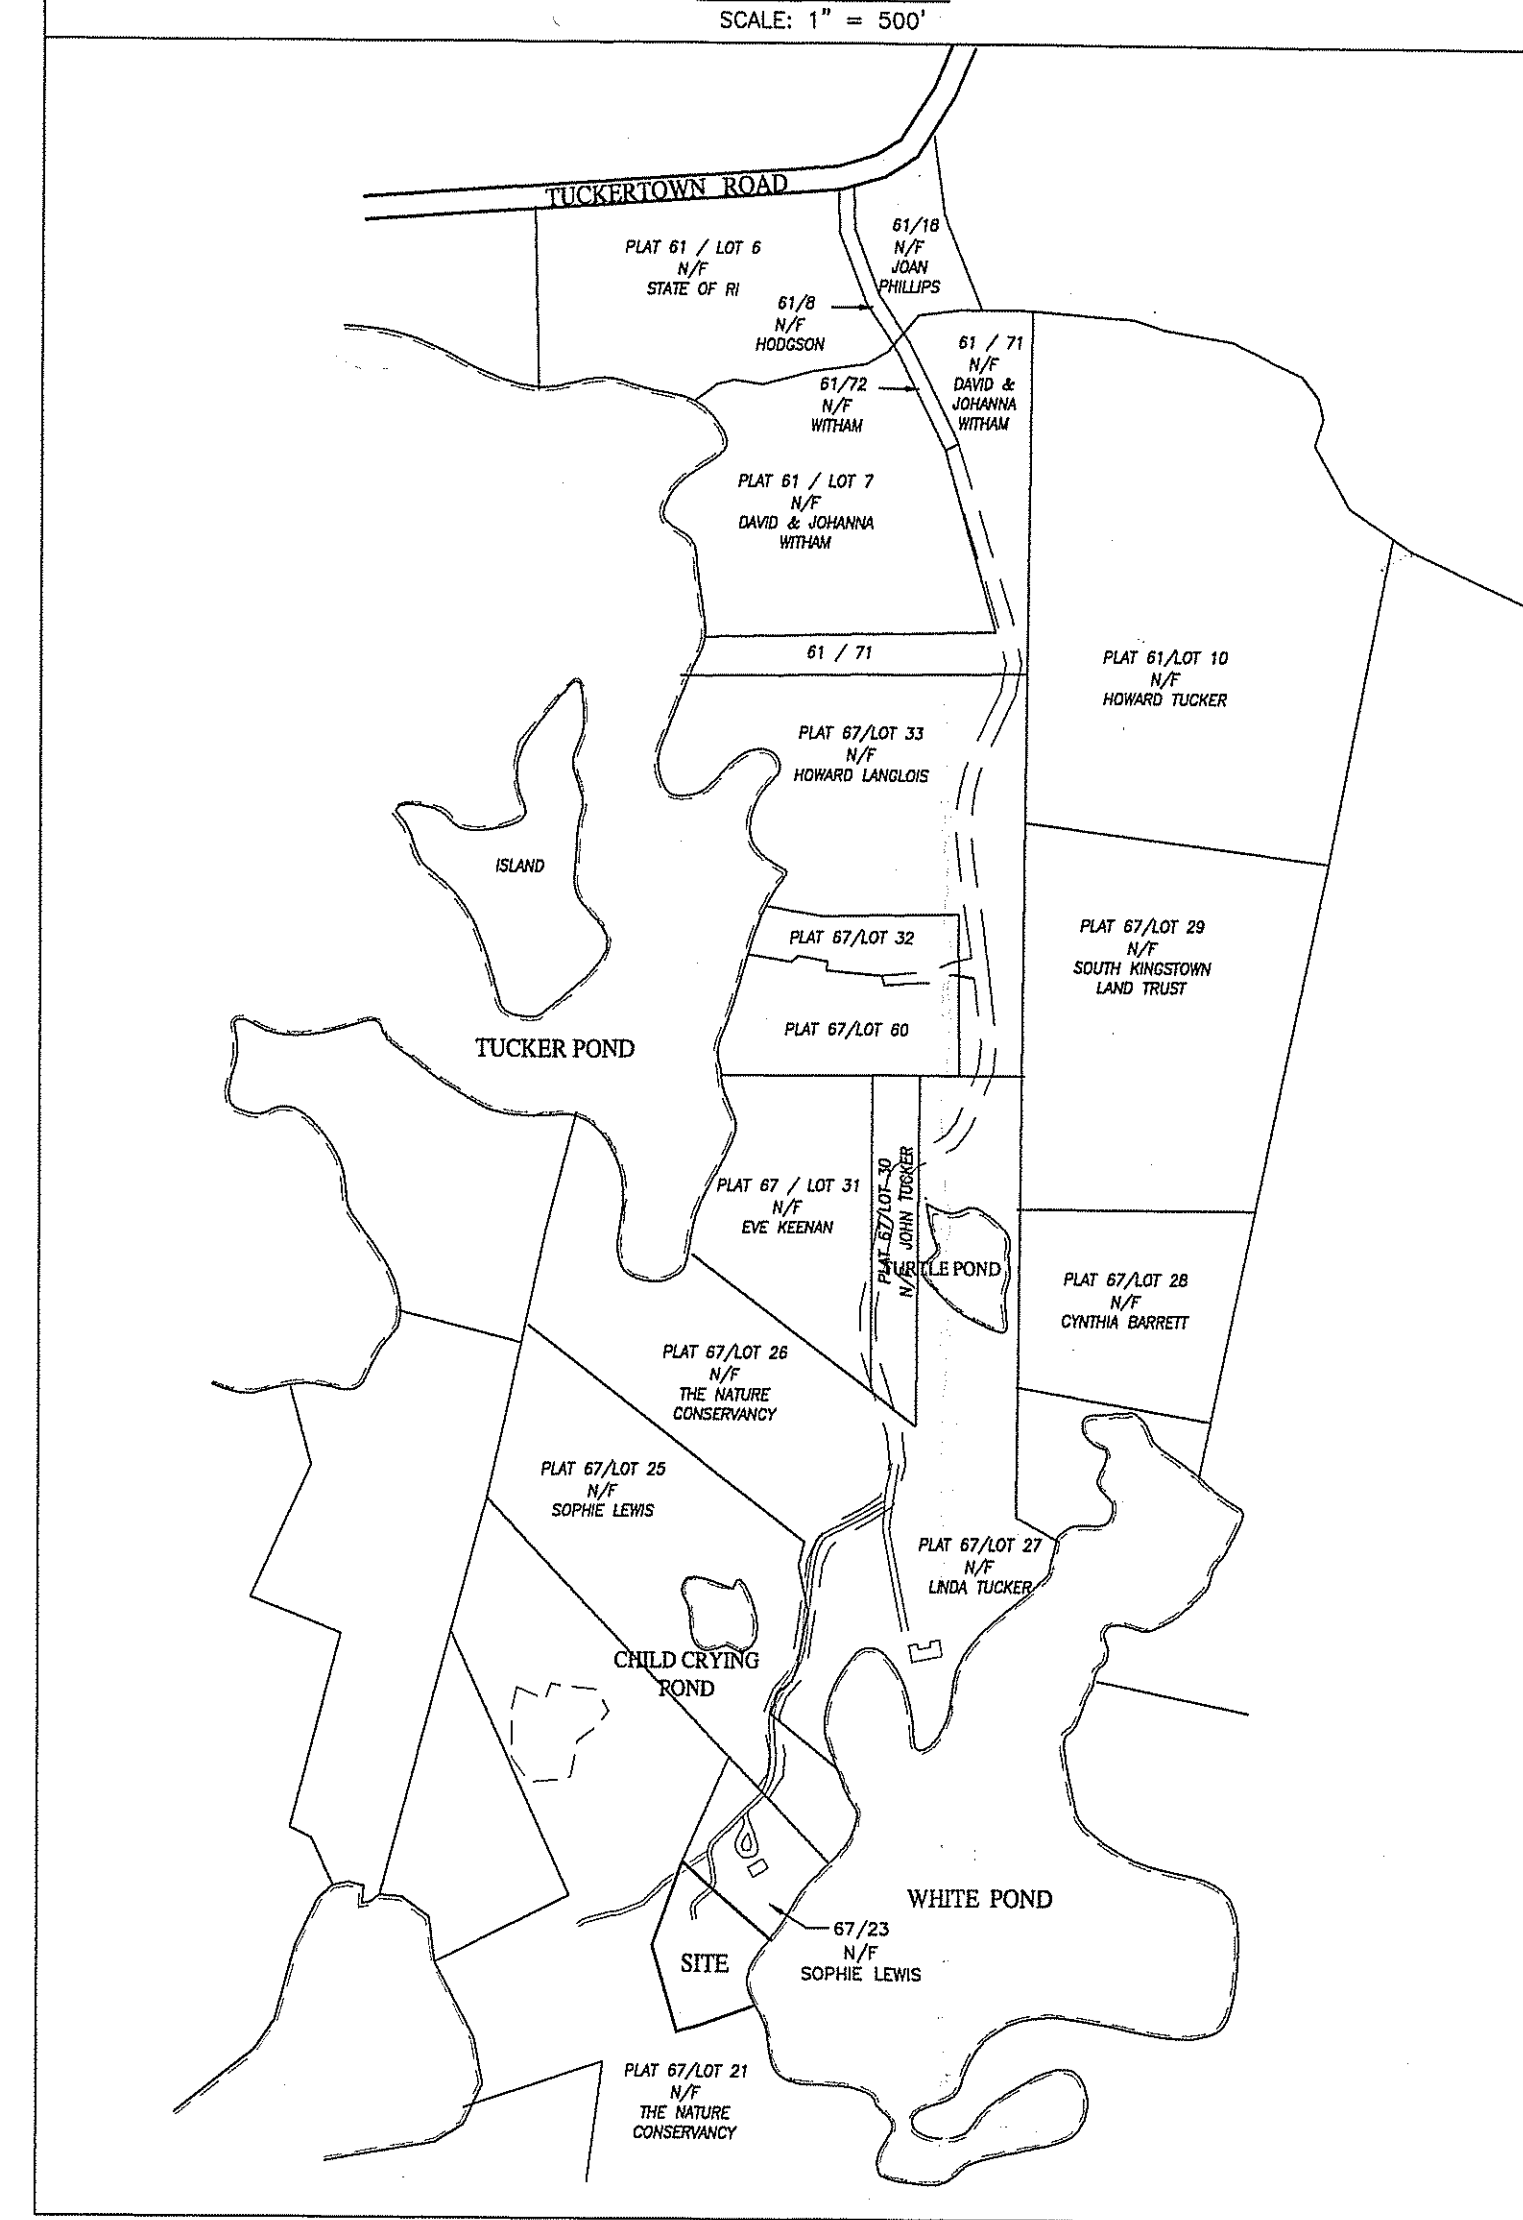 SCALE: 1" = 500'
TUCKERTOWN ROAD
PLAT 61 / LOT 6
N/F
STATE OF RI
61/18
N/F
JOAN
PHILLIPS
61/8
N/F
HODGSON
61 / 71
N/F
DAVID &
JOHANNA
WITHAM
61/72
N/F
WITHAM
PLAT 61 / LOT 7
N/F
DAVID & JOHANNA
WITHAM
61 / 71
PLAT 61/LOT 10
N/F
HOWARD TUCKER
PLAT 67/LOT 33
N/F
HOWARD LANGLOIS
ISLAND
PLAT 67/LOT 32
PLAT 67/LOT 29
N/F
SOUTH KINGSTOWN
LAND TRUST
PLAT 67/LOT 60
TUCKER POND
PLAT 67 / LOT 31
N/F
EVE KEENAN
PLAT 67/LOT 30
N/F JOHN TUCKER
TURTLE POND
PLAT 67/LOT 28
N/F
CYNTHIA BARRETT
PLAT 67/LOT 26
N/F
THE NATURE
CONSERVANCY
PLAT 67/LOT 25
N/F
SOPHIE LEWIS
PLAT 67/LOT 27
N/F
LINDA TUCKER
CHILD CRYING
POND
WHITE POND
67/23
N/F
SOPHIE LEWIS
SITE
PLAT 67/LOT 21
N/F
THE NATURE
CONSERVANCY